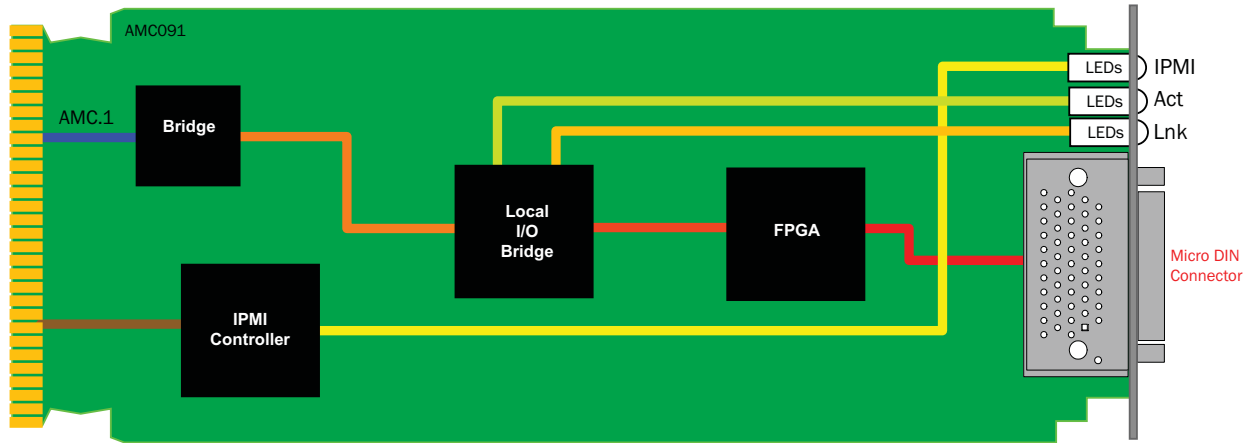 AMC091
AMC.1
Bridge
Local
I/O
Bridge
FPGA
IPMI
Controller
LEDs
IPMI
LEDs
Act
LEDs
Lnk
Micro DIN
Connector